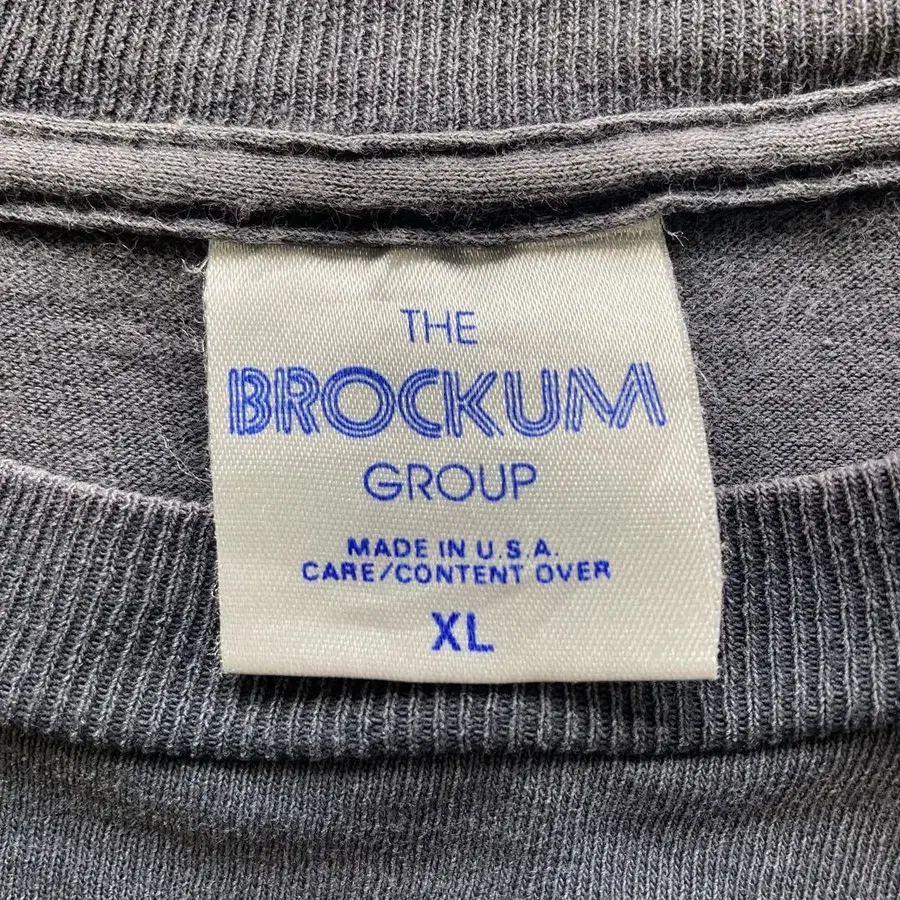 THE
BROCKUM
GROUP
MADE IN U.S.A.
CARE/CONTENT OVER
XL